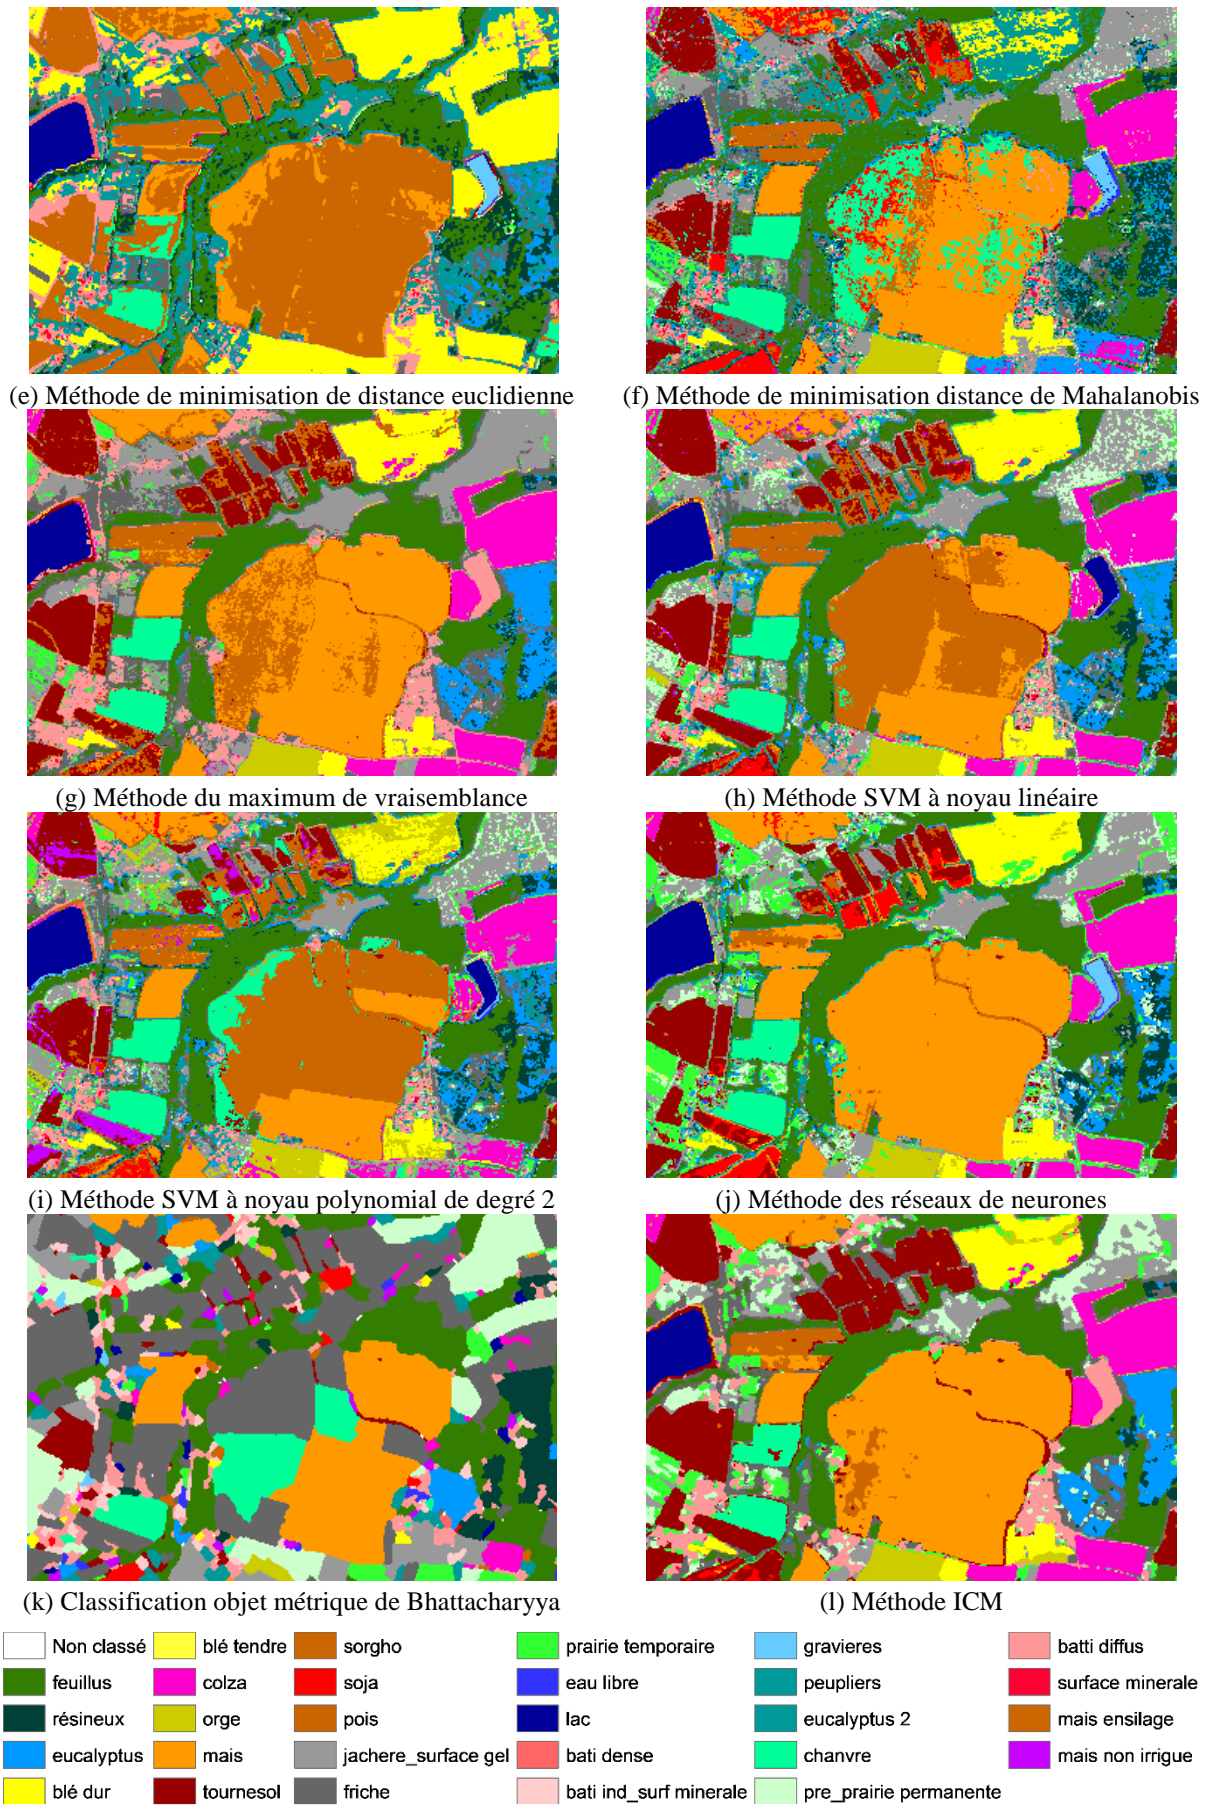 (e) Méthode de minimisation de distance euclidienne
(f) Méthode de minimisation distance de Mahalanobis
(g) Méthode du maximum de vraisemblance
(h) Méthode SVM à noyau linéaire
(i) Méthode SVM à noyau polynomial de degré 2
(j) Méthode des réseaux de neurones
(k) Classification objet métrique de Bhattacharyya
(l) Méthode ICM
Non classé
blé tendre
sorgho
prairie temporaire
gravieres
batti diffus
feuillus
colza
soja
eau libre
peupliers
surface minerale
résineux
orge
pois
lac
eucalyptus 2
mais ensilage
eucalyptus
mais
jachere_surface gel
bati dense
chanvre
mais non irrigue
blé dur
tournesol
friche
bati ind_surf minerale
pre_prairie permanente